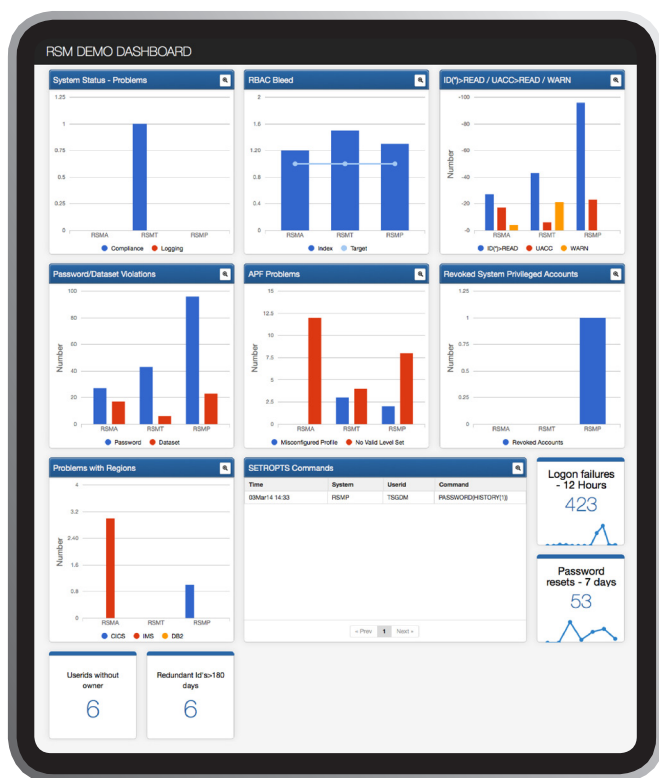 RSM DEMO DASHBOARD
System Status - Problems
1.25
1
0.75
0.5
0.25
0
RSMA RSMT RSMP
Compliance Logging
RBAC Bleed
2
1.6
1.20
0.8
0.4
0
RSMA RSMT RSMP
Index Target
ID(*)>READ / UACC>READ / WARN
Number
-100
-80
-60
-40
-20
-0
RSMA RSMT RSMP
ID(*)>READ UACC WARN
Password/Dataset Violations
Number
100
80
60
40
20
0
RSMA RSMT RSMP
Password Dataset
APF Problems
Number
15
12.5
10
7.5
5
2.5
0
RSMA RSMT RSMP
Misconfigured Profile No Valid Level Set
Revoked System Privileged Accounts
Number
1.25
1
0.75
0.5
0.25
0
RSMA RSMT RSMP
Revoked Accounts
Problems with Regions
Number
4
3.2
2.40
1.6
0.8
0
RSMA RSMT RSMP
CICS IMS DB2
SETROPTS Commands
Time System Userid Command
03Mar14 14:33 RSMP TSGDM PASSWORD(HISTORY(1))
« Prev 1 Next »
Logon failures
- 12 Hours
423
Password
resets - 7 days
53
Userids without
owner
6
Redundant Id's>180
days
6